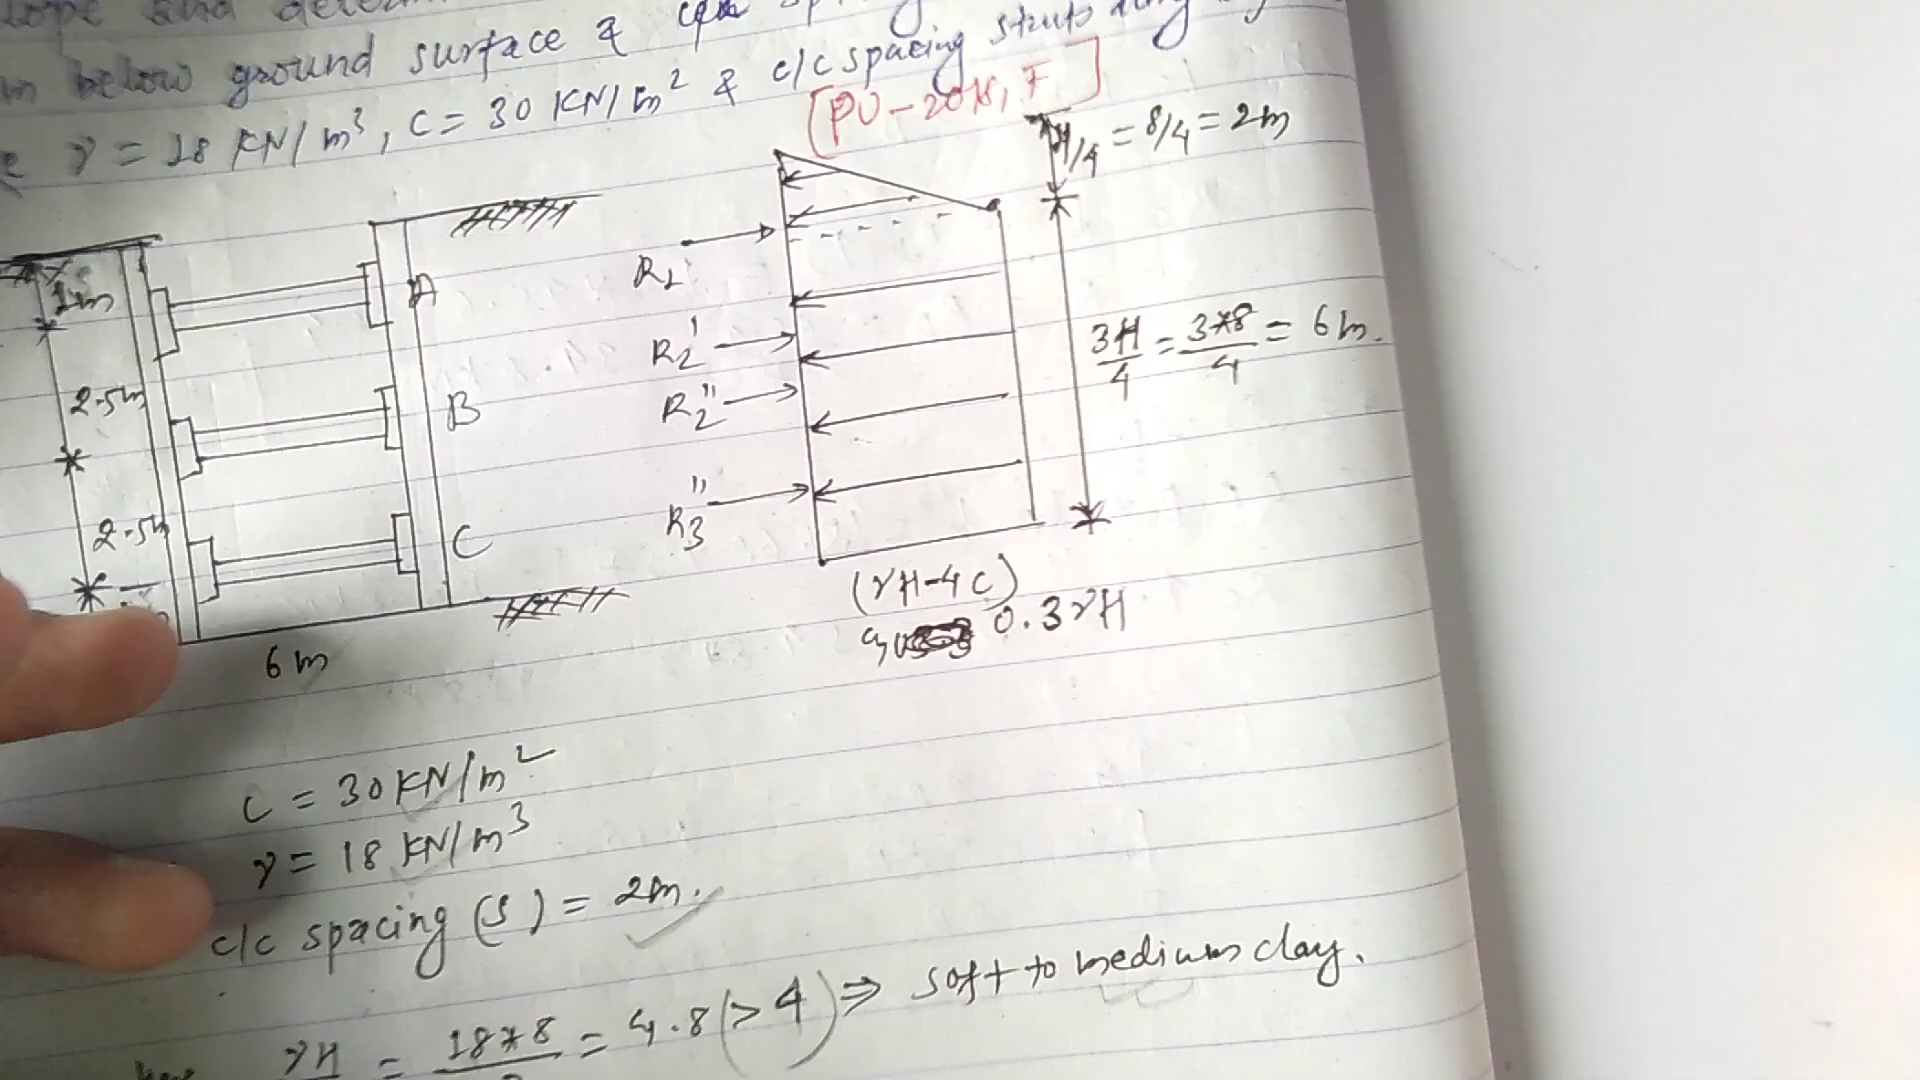 below ground surface & c/c spacing struts
γ = 18 KN/m³, C = 30 KN/m² &
[PU-2018, F]
H/4 = 8/4 = 2m
1m
A
R1
2.5m
B
R2'
3H/4 = 3*8/4 = 6m.
R2"
2.5m
C
R3"
(γH-4C)
0.3γH
6m
C = 30 KN/m²
γ = 18 KN/m³
c/c spacing (S) = 2m.
γH = 18*8 = 4.8 (>4) ⇒ soft to medium clay.